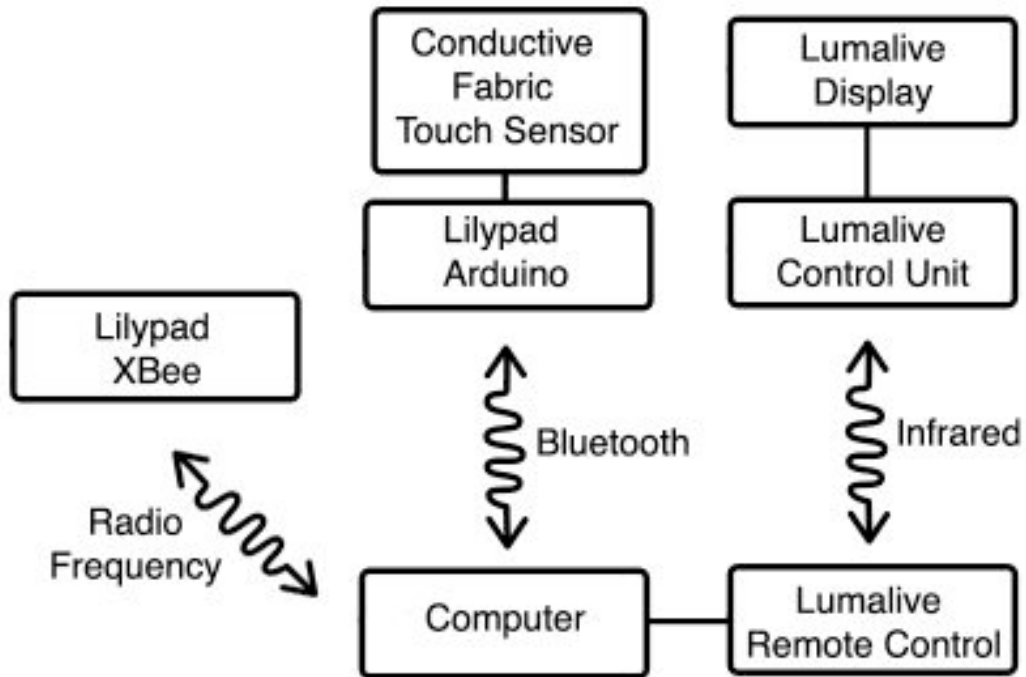 Conductive
Fabric
Touch Sensor
Lumalive
Display
Lilypad
Arduino
Lumalive
Control Unit
Lilypad
XBee
Bluetooth
Infrared
Radio
Frequency
Computer
Lumalive
Remote Control